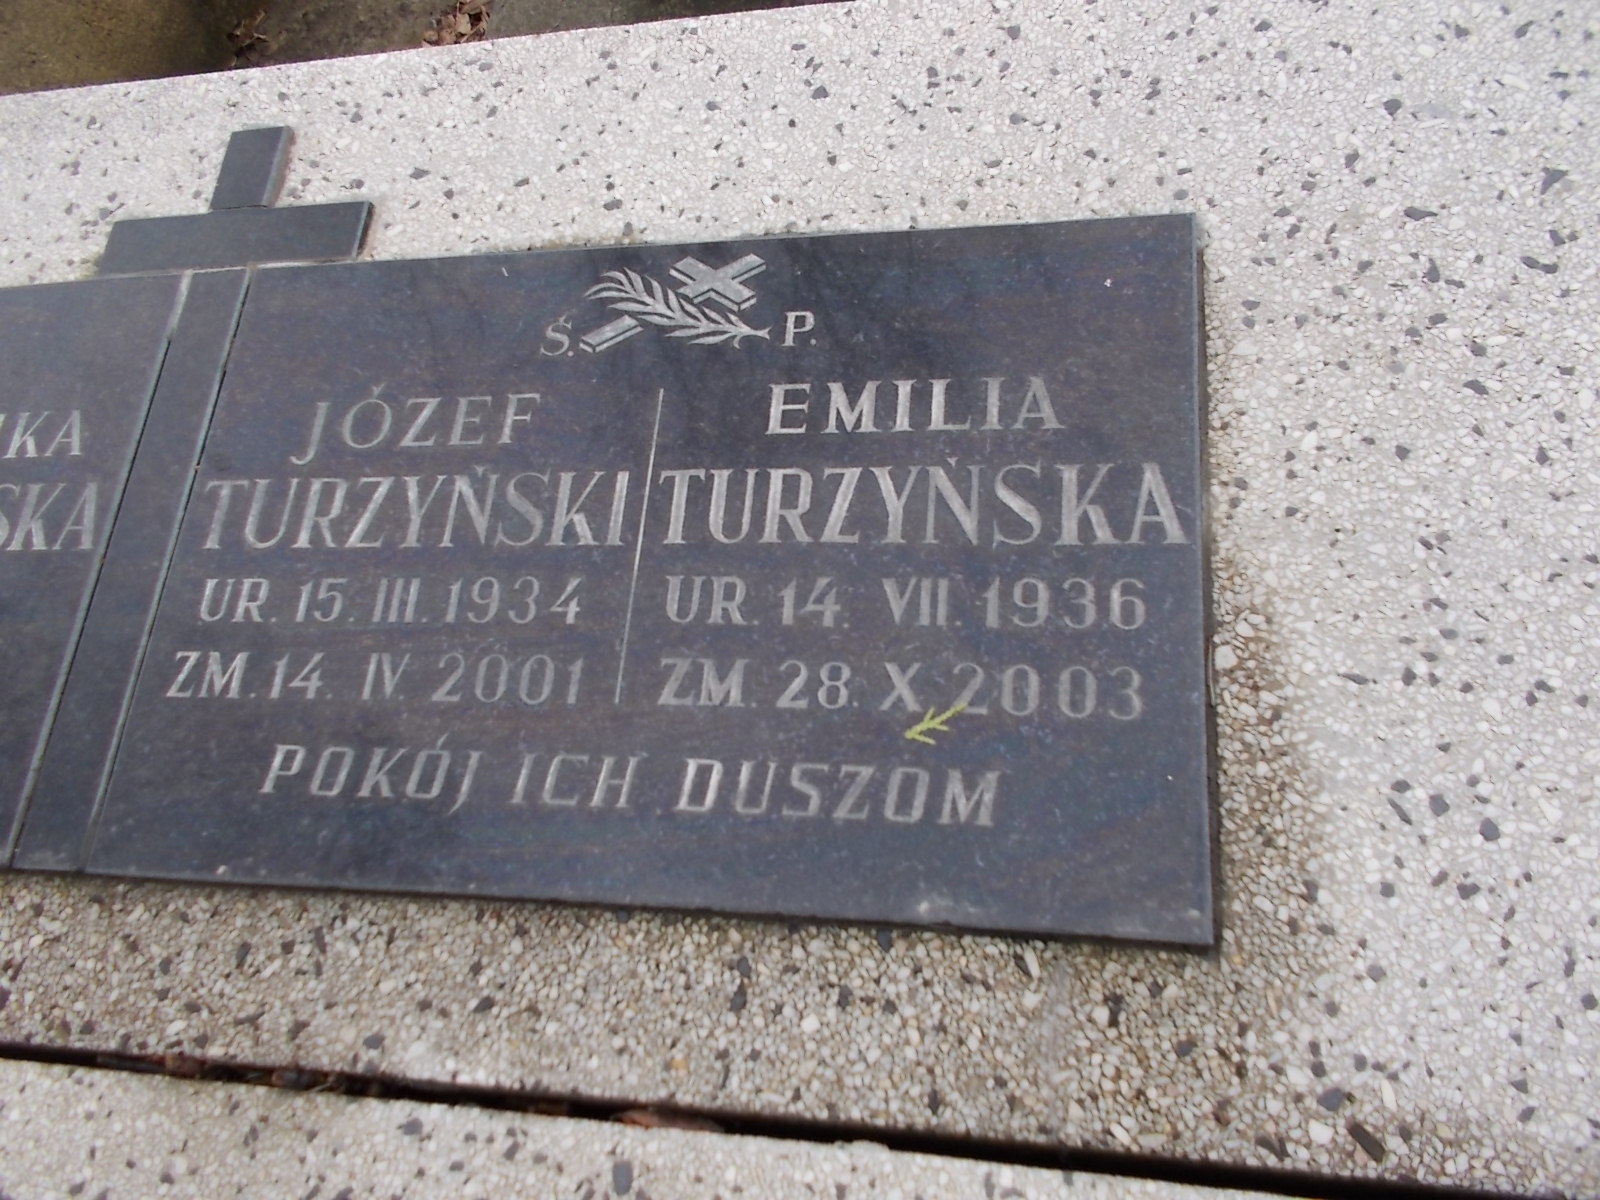 Ś. P.
JÓZEF
TURZYŃSKI
UR. 15. III. 1934
ZM. 14. IV. 2001
EMILIA
TURZYŃSKA
UR. 14. VII. 1936
ZM. 28. X 2003
POKÓJ ICH DUSZOM